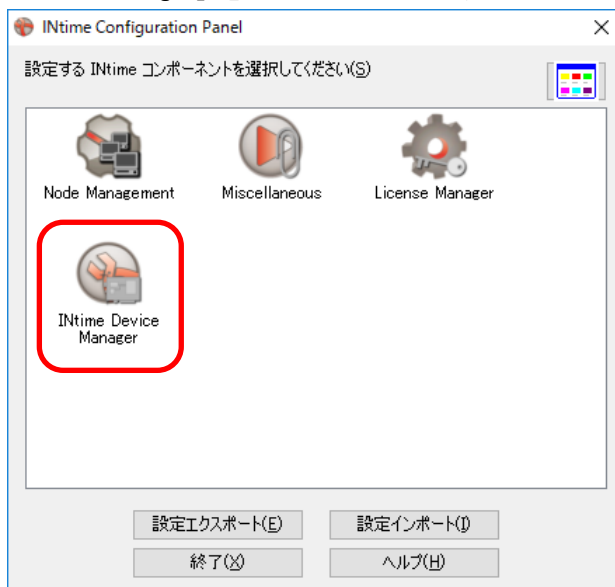 INtime Configuration Panel
設定する INtime コンポーネントを選択してください(S)
Node Management
Miscellaneous
License Manager
INtime Device
Manager
設定エクスポート(E)
設定インポート(I)
終了(X)
ヘルプ(H)